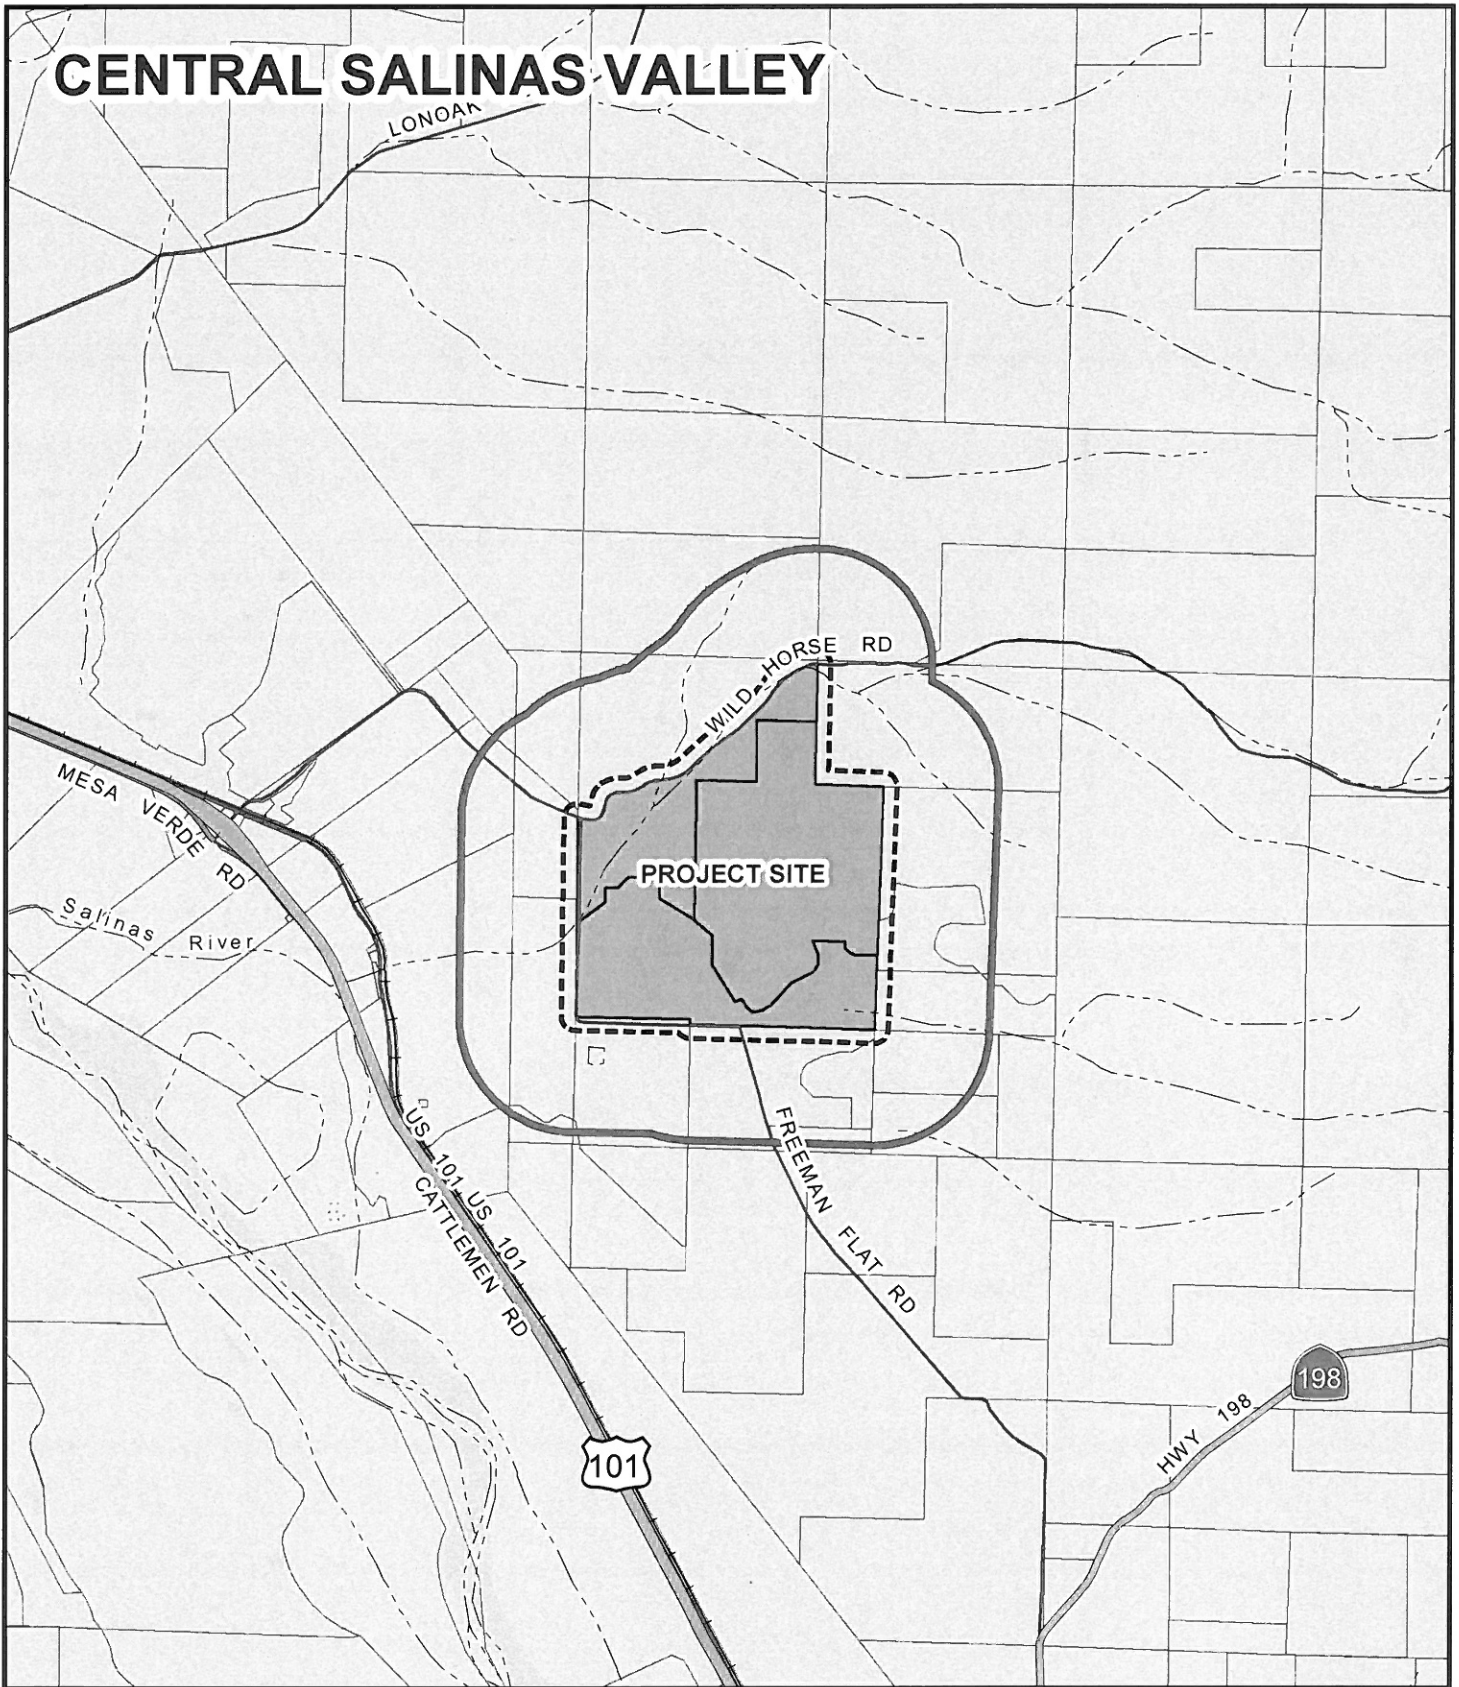 CENTRAL SALINAS VALLEY
LONOAK
WILD HORSE RD
MESA VERDE RD
PROJECT SITE
Salinas River
US 101 US 101
CATTLEMEN RD
FREEMAN FLAT RD
198
HWY 198
101